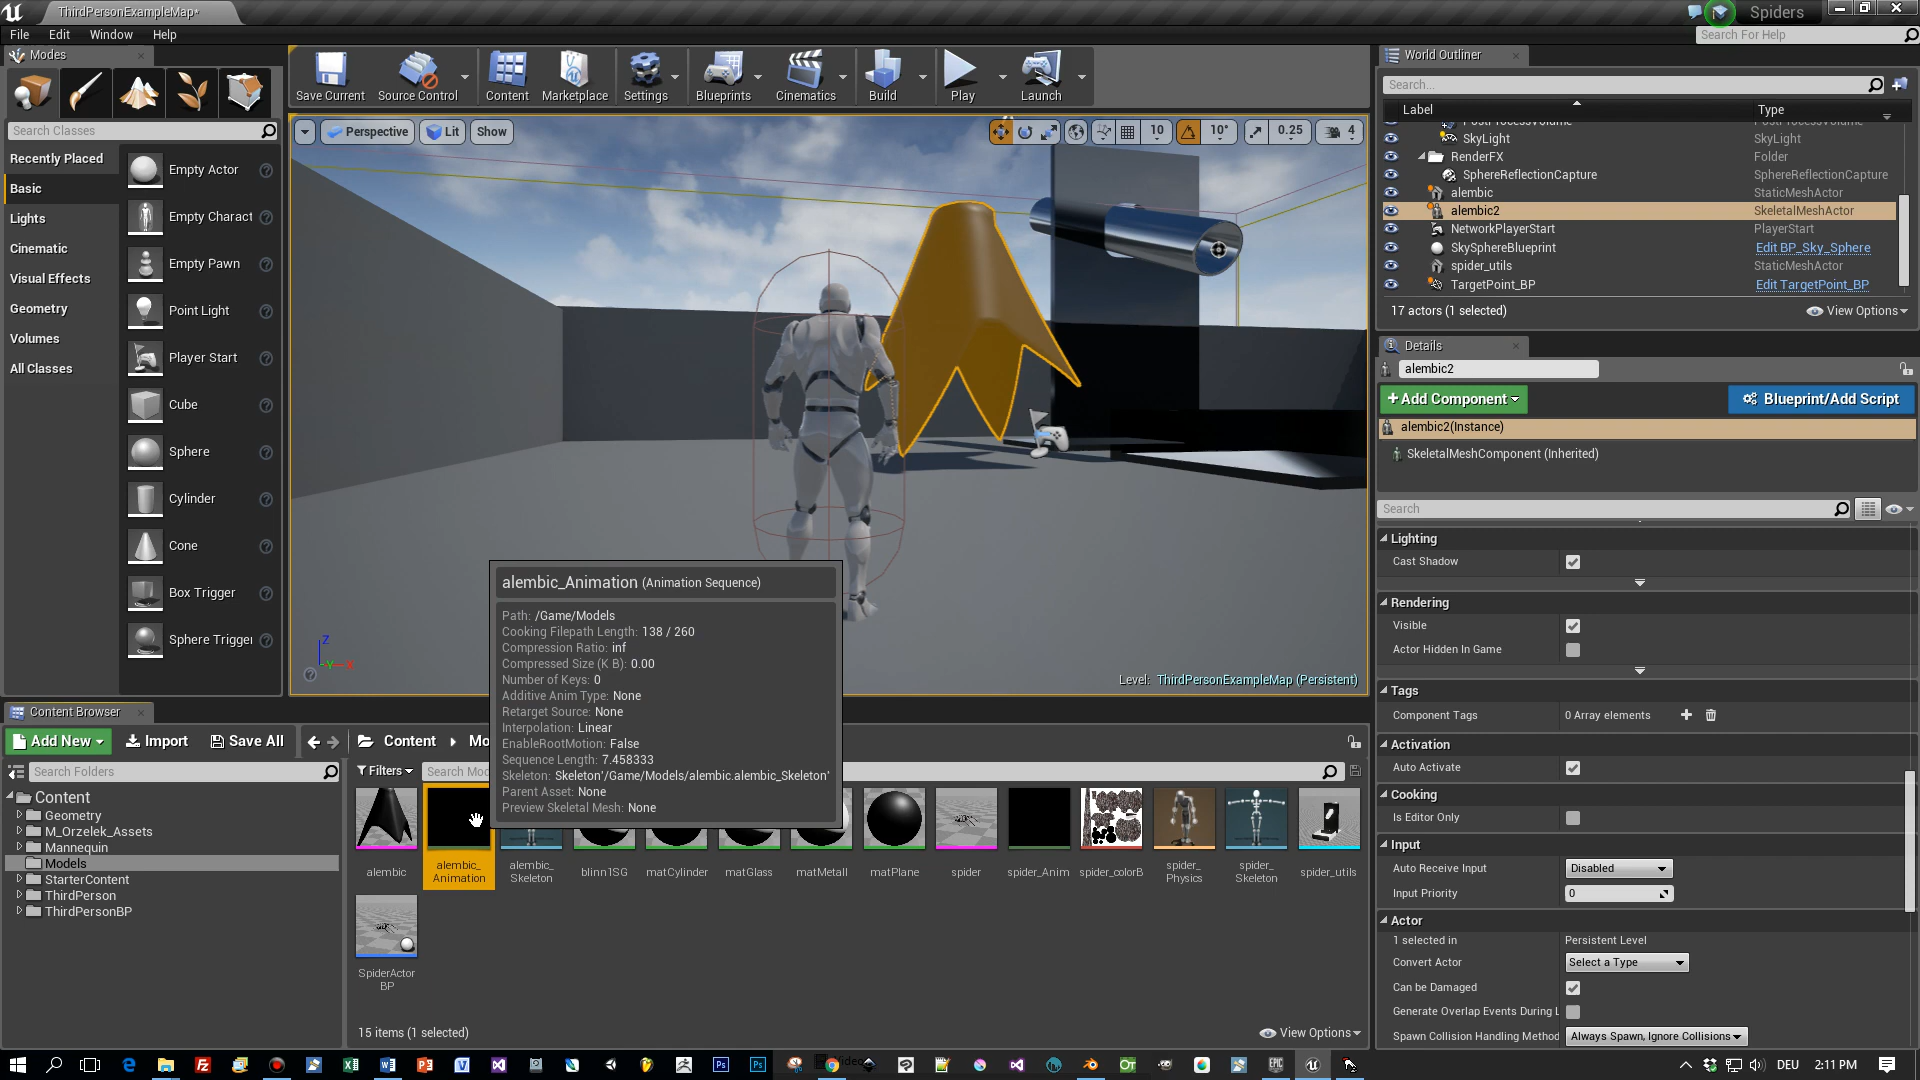 ThirdPersonExampleMap*
Spiders
File Edit Window Help
Search For Help
Modes
Search Classes
Recently Placed
Basic
Lights
Cinematic
Visual Effects
Geometry
Volumes
All Classes
Empty Actor
Empty Charact
Empty Pawn
Point Light
Player Start
Cube
Sphere
Cylinder
Cone
Box Trigger
Sphere Trigger
Save Current
Source Control
Content
Marketplace
Settings
Blueprints
Cinematics
Build
Play
Launch
Perspective
Lit
Show
10
10°
0.25
4
Z
Y
X
Level: ThirdPersonExampleMap (Persistent)
alembic_Animation (Animation Sequence)
Path: /Game/Models
Cooking Filepath Length: 138 / 260
Compression Ratio: inf
Compressed Size (K B): 0.00
Number of Keys: 0
Additive Anim Type: None
Retarget Source: None
Interpolation: Linear
EnableRootMotion: False
Sequence Length: 7.458333
Skeleton: Skeleton'/Game/Models/alembic.alembic_Skeleton'
Parent Asset: None
Preview Skeletal Mesh: None
World Outliner
Search...
Label Type
PostProcessVolume PostProcessVolume
SkyLight SkyLight
RenderFX Folder
SphereReflectionCapture SphereReflectionCapture
alembic StaticMeshActor
alembic2 SkeletalMeshActor
NetworkPlayerStart PlayerStart
SkySphereBlueprint Edit BP_Sky_Sphere
spider_utils StaticMeshActor
TargetPoint_BP Edit TargetPoint_BP
17 actors (1 selected)
View Options
Details
alembic2
+Add Component
Blueprint/Add Script
alembic2(Instance)
SkeletalMeshComponent (Inherited)
Search
Lighting
Cast Shadow
Rendering
Visible
Actor Hidden In Game
Tags
Component Tags 0 Array elements
Activation
Auto Activate
Cooking
Is Editor Only
Input
Auto Receive Input Disabled
Input Priority 0
Actor
1 selected in Persistent Level
Convert Actor Select a Type
Can be Damaged
Generate Overlap Events During L
Spawn Collision Handling Method Always Spawn, Ignore Collisions
Content Browser
Add New
Import
Save All
Content
Mo
Search Folders
Filters
Search Mod
Content
Geometry
M_Orzelek_Assets
Mannequin
Models
StarterContent
ThirdPerson
ThirdPersonBP
alembic
alembic_
Animation
alembic_
Skeleton
blinn1SG
matCylinder
matGlass
matMetall
matPlane
spider
spider_Anim
spider_colorB
spider_
Physics
spider_
Skeleton
spider_utils
SpiderActor
BP
15 items (1 selected)
View Options
DEU
2:11 PM